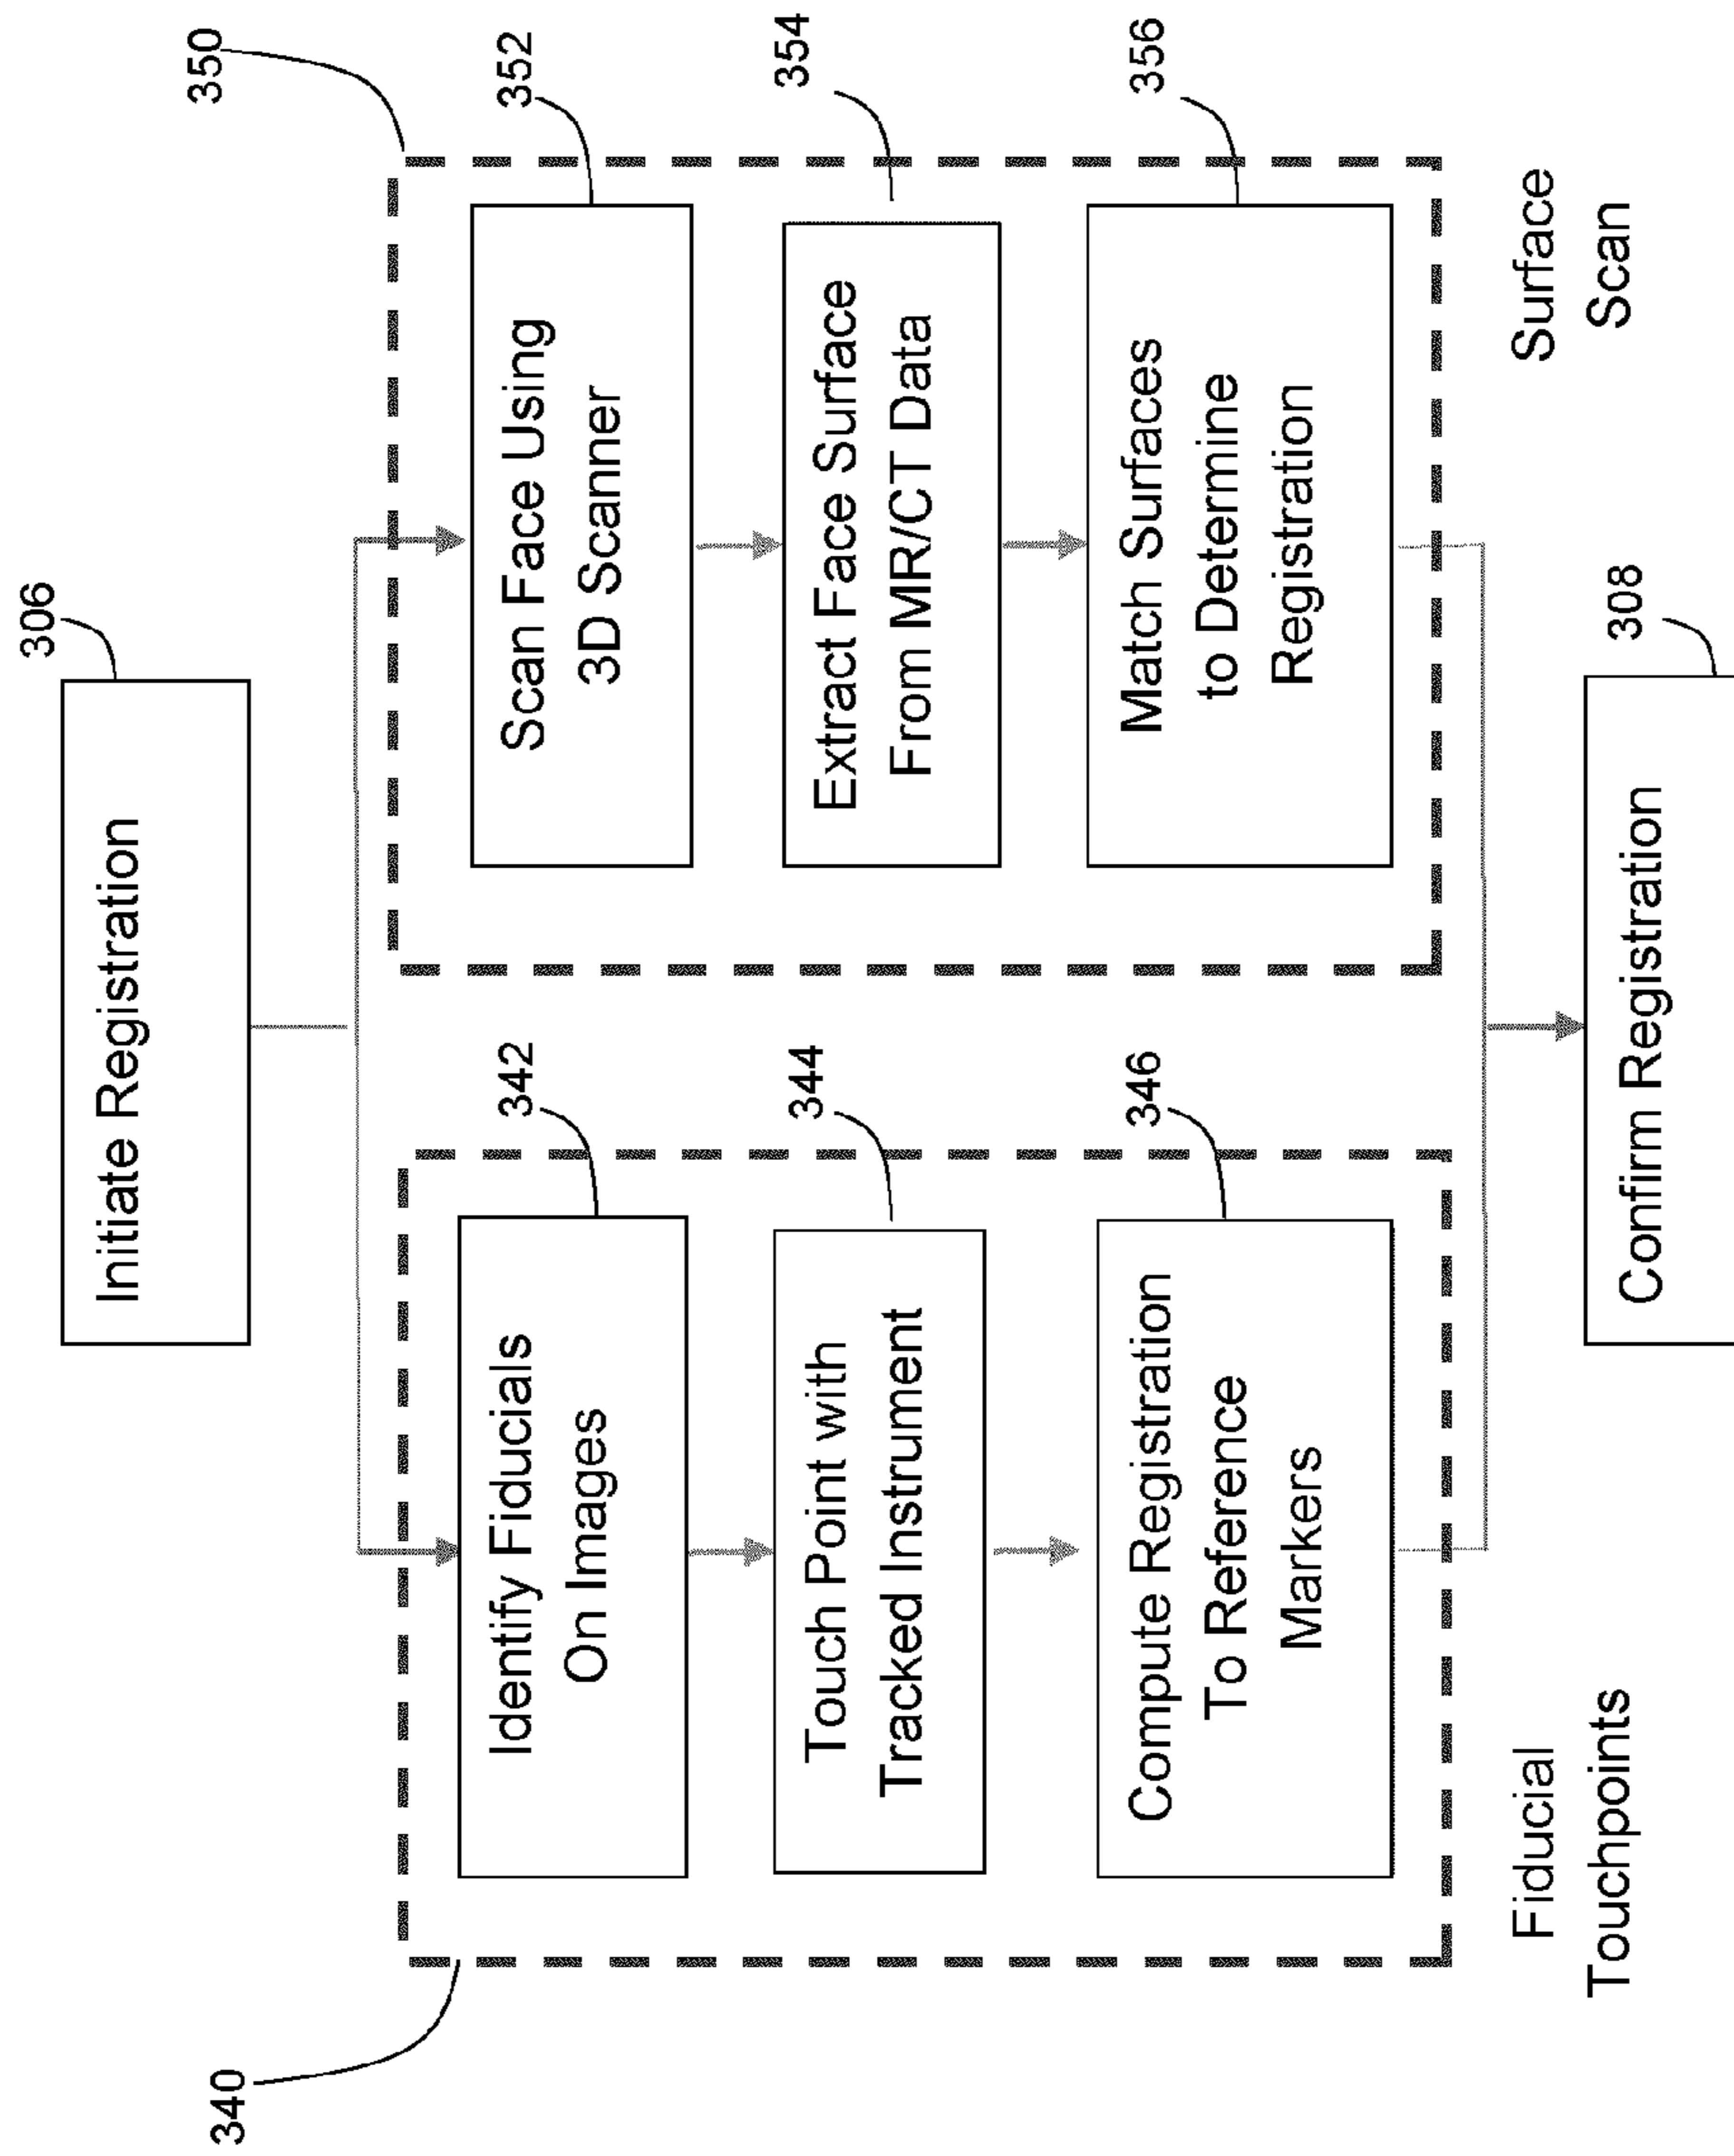 306
Initiate Registration
340
342
Identify Fiducials
On Images
344
Touch Point with
Tracked Instrument
346
Compute Registration
To Reference
Markers
Fiducial
Touchpoints
350
352
Scan Face Using
3D Scanner
354
Extract Face Surface
From MR/CT Data
356
Match Surfaces
to Determine
Registration
Surface
Scan
308
Confirm Registration